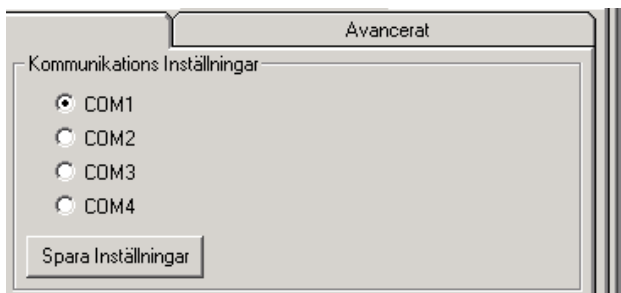 Avancerat
Kommunikations Inställningar
COM1
COM2
COM3
COM4
Spara Inställningar